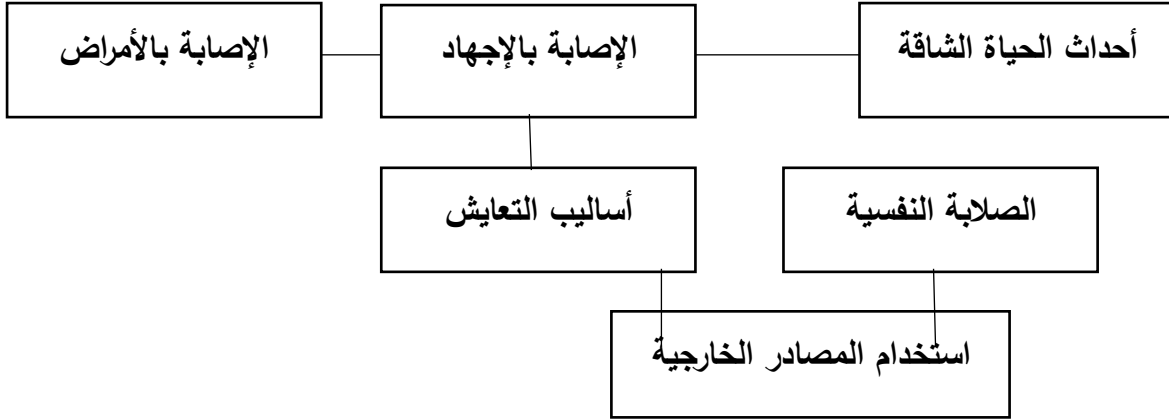 أحداث الحياة الشاقة
الإصابة بالإجهاد
الإصابة بالأمراض
الصلابة النفسية
أساليب التعايش
استخدام المصادر الخارجية